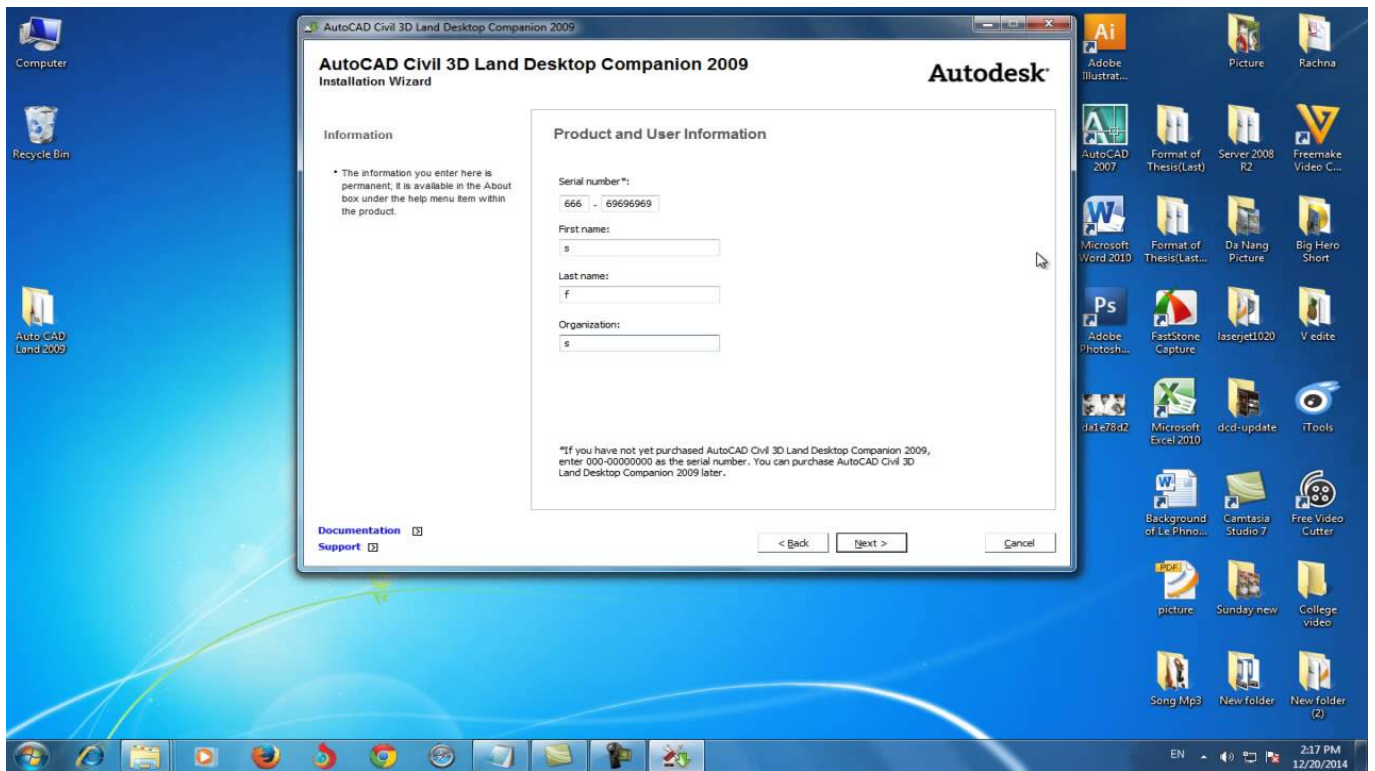 Computer
Recycle Bin
Auto CAD
Land 2009
AutoCAD Civil 3D Land Desktop Companion 2009
AutoCAD Civil 3D Land Desktop Companion 2009
Installation Wizard
Autodesk
Information
• The information you enter here is
permanent; it is available in the About
box under the help menu item within
the product.
Product and User Information
Serial number*:
666 - 69696969
First name:
s
Last name:
f
Organization:
s
*If you have not yet purchased AutoCAD Civil 3D Land Desktop Companion 2009,
enter 000-00000000 as the serial number. You can purchase AutoCAD Civil 3D
Land Desktop Companion 2009 later.
Documentation
Support
< Back
Next >
Cancel
Ai
Adobe
Illustrat...
Picture
Rachna
AutoCAD
2007
Format of
Thesis(Last)
Server 2008
R2
Freemake
Video C...
Microsoft
Word 2010
Format of
Thesis(Last...
Da Nang
Picture
Big Hero
Short
Ps
Adobe
Photosh...
FastStone
Capture
laserjet1020
V edite
da1e78d2
Microsoft
Excel 2010
dcd-update
iTools
Background
of Le Phno...
Camtasia
Studio 7
Free Video
Cutter
PDF
picture
Sunday new
College
video
Song Mp3
New folder
New folder
(2)
EN
2:17 PM
12/20/2014